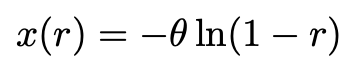 x(r) = −θ ln(1 − r)